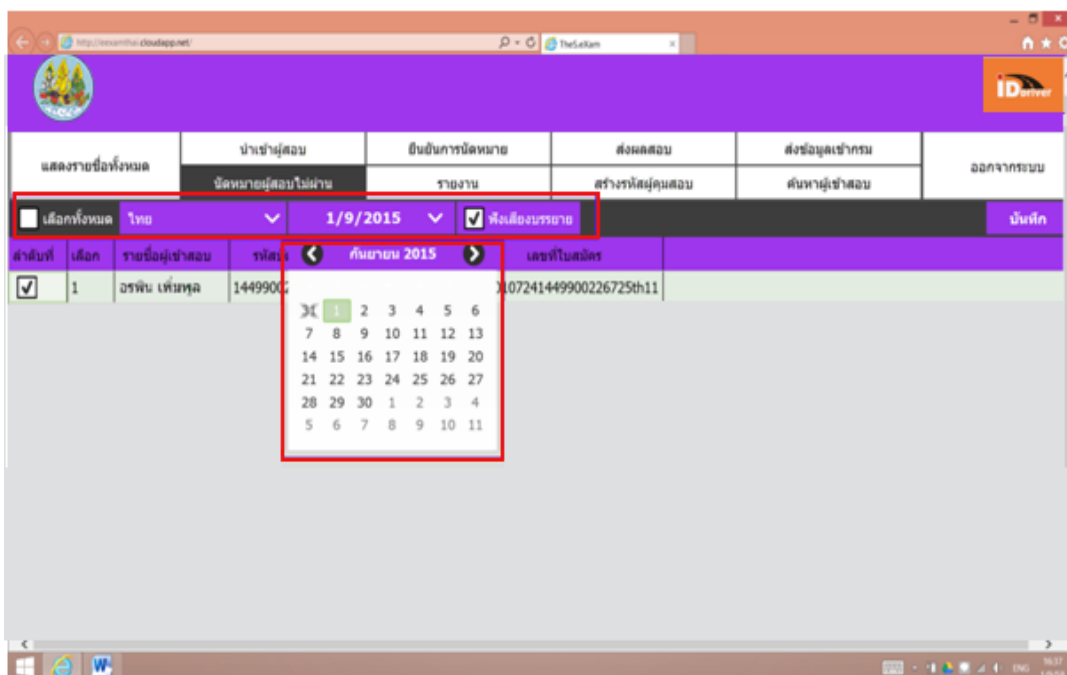 http://eexamthai.cloudapp.net/
TheS.eXam
iDriver
แสดงรายชื่อทั้งหมด
นำเข้าผู้สอบ
ยืนยันการนัดหมาย
ส่งผลสอบ
ส่งข้อมูลเข้ากรม
ออกจากระบบ
นัดหมายผู้สอบไม่ผ่าน
รายงาน
สร้างรหัสผู้คุมสอบ
ค้นหาผู้เข้าสอบ
เลือกทั้งหมด ไทย 1/9/2015 ฟังเสียงบรรยาย บันทึก
ลำดับที่ เลือก รายชื่อผู้เข้าสอบ เลขที่ใบสมัคร
1 อรพิน เพิ่มพูล
กันยายน 2015
31 1 2 3 4 5 6
7 8 9 10 11 12 13
14 15 16 17 18 19 20
21 22 23 24 25 26 27
28 29 30 1 2 3 4
5 6 7 8 9 10 11
ENG 16:37